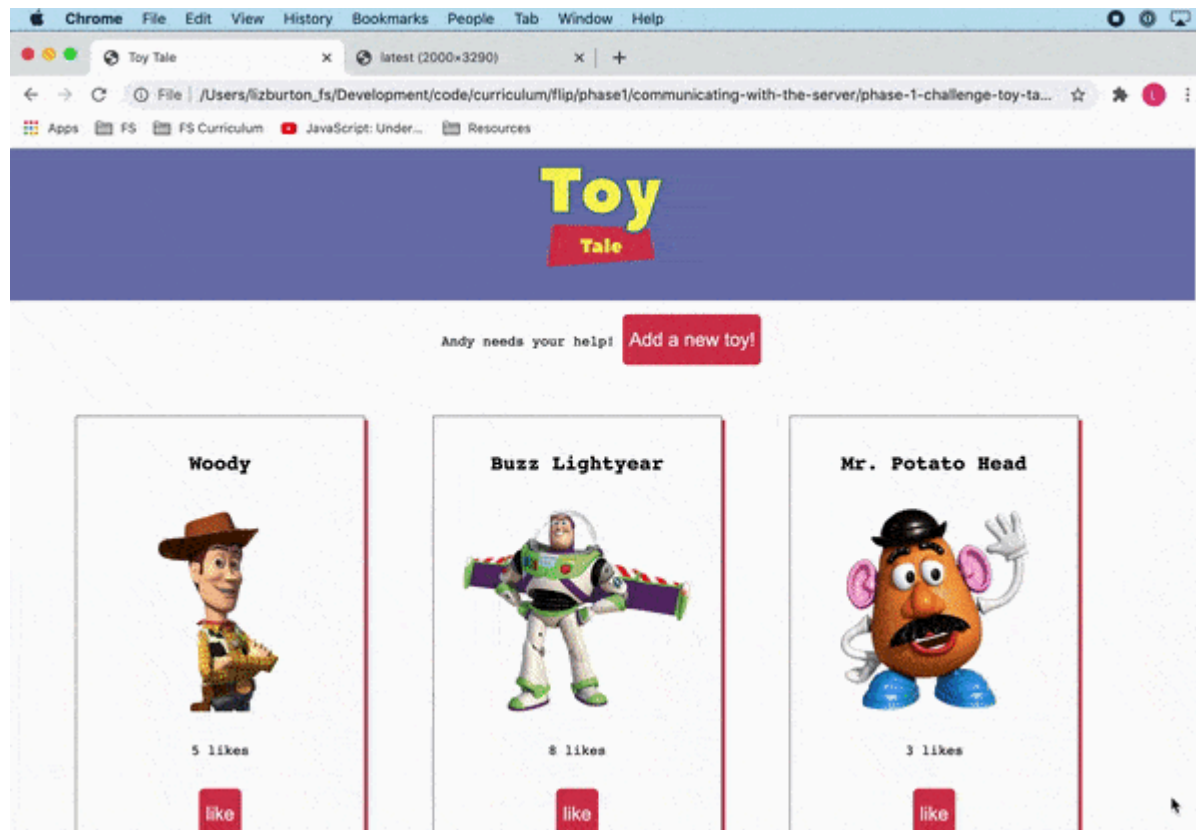 Chrome File Edit View History Bookmarks People Tab Window Help
Toy Tale × latest (2000×3290) × +
File /Users/lizburton_fs/Development/code/curriculum/flip/phase1/communicating-with-the-server/phase-1-challenge-toy-ta... L
Apps FS FS Curriculum JavaScript: Under... Resources
Toy
Tale
Andy needs your help! Add a new toy!
Woody Buzz Lightyear Mr. Potato Head
5 likes 8 likes 3 likes
like like like